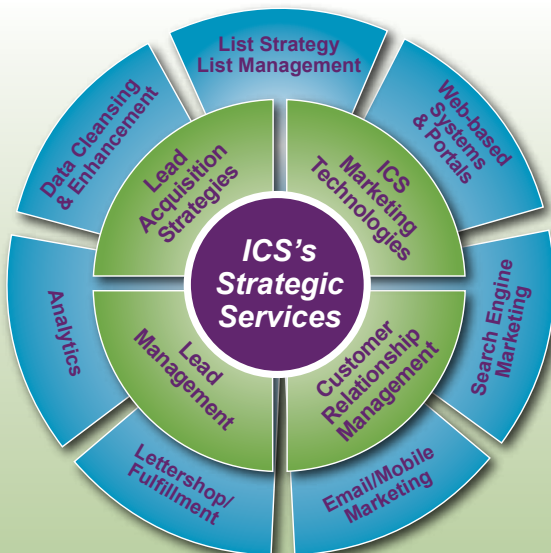 List Strategy
List Management
Web-based
Systems
& Portals
Search Engine
Marketing
Email/Mobile
Marketing
Lettershop/
Fulfillment
Analytics
Data Cleansing
& Enhancement
Lead
Acquisition
Strategies
ICS
Marketing
Technologies
Customer
Relationship
Management
Lead
Management
ICS's
Strategic
Services